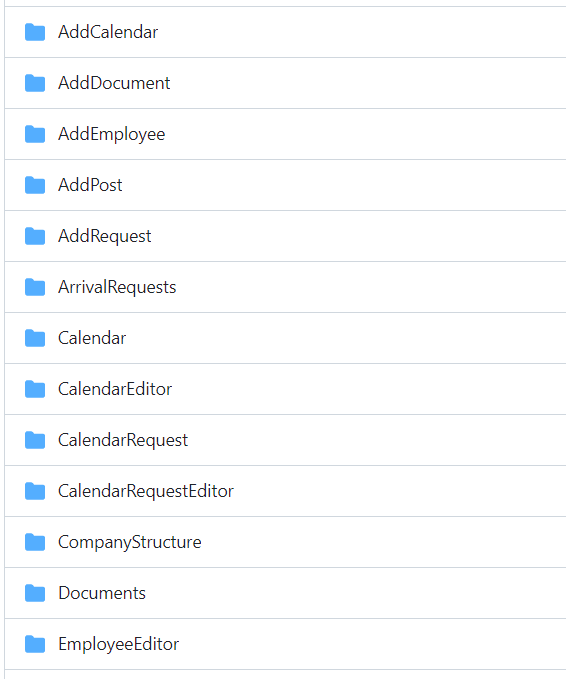 AddCalendar
AddDocument
AddEmployee
AddPost
AddRequest
ArrivalRequests
Calendar
CalendarEditor
CalendarRequest
CalendarRequestEditor
CompanyStructure
Documents
EmployeeEditor